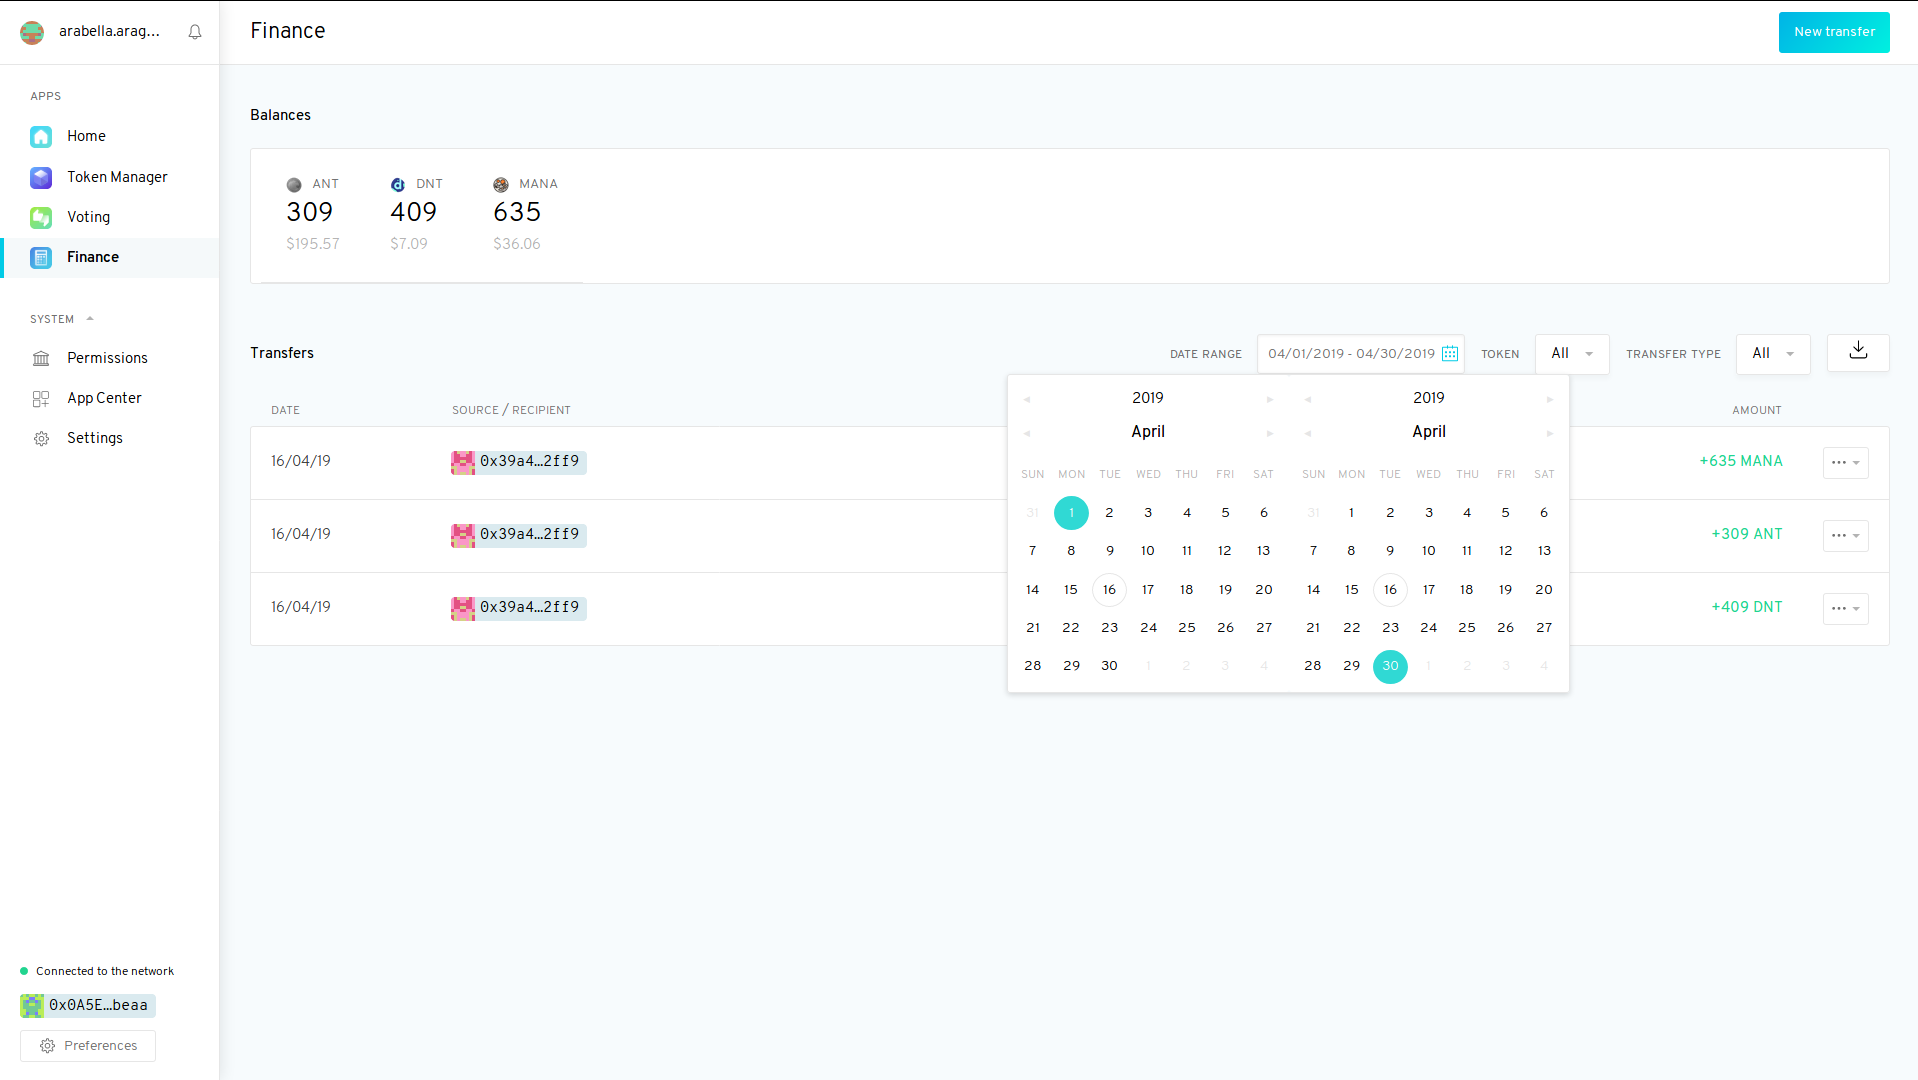 arabella.arag...
Finance
New transfer
APPS
Home
Token Manager
Voting
Finance
SYSTEM
Permissions
App Center
Settings
Connected to the network
0x0A5E…beaa
Preferences
Balances
ANT DNT MANA
309 409 635
$195.57 $7.09 $36.06
Transfers
DATE RANGE 04/01/2019 - 04/30/2019 TOKEN All TRANSFER TYPE All
DATE SOURCE / RECIPIENT AMOUNT
16/04/19 0x39a4…2ff9 +635 MANA
16/04/19 0x39a4…2ff9 +309 ANT
16/04/19 0x39a4…2ff9 +409 DNT
2019
April
SUN MON TUE WED THU FRI SAT
31 1 2 3 4 5 6
7 8 9 10 11 12 13
14 15 16 17 18 19 20
21 22 23 24 25 26 27
28 29 30 1 2 3 4
2019
April
SUN MON TUE WED THU FRI SAT
31 1 2 3 4 5 6
7 8 9 10 11 12 13
14 15 16 17 18 19 20
21 22 23 24 25 26 27
28 29 30 1 2 3 4